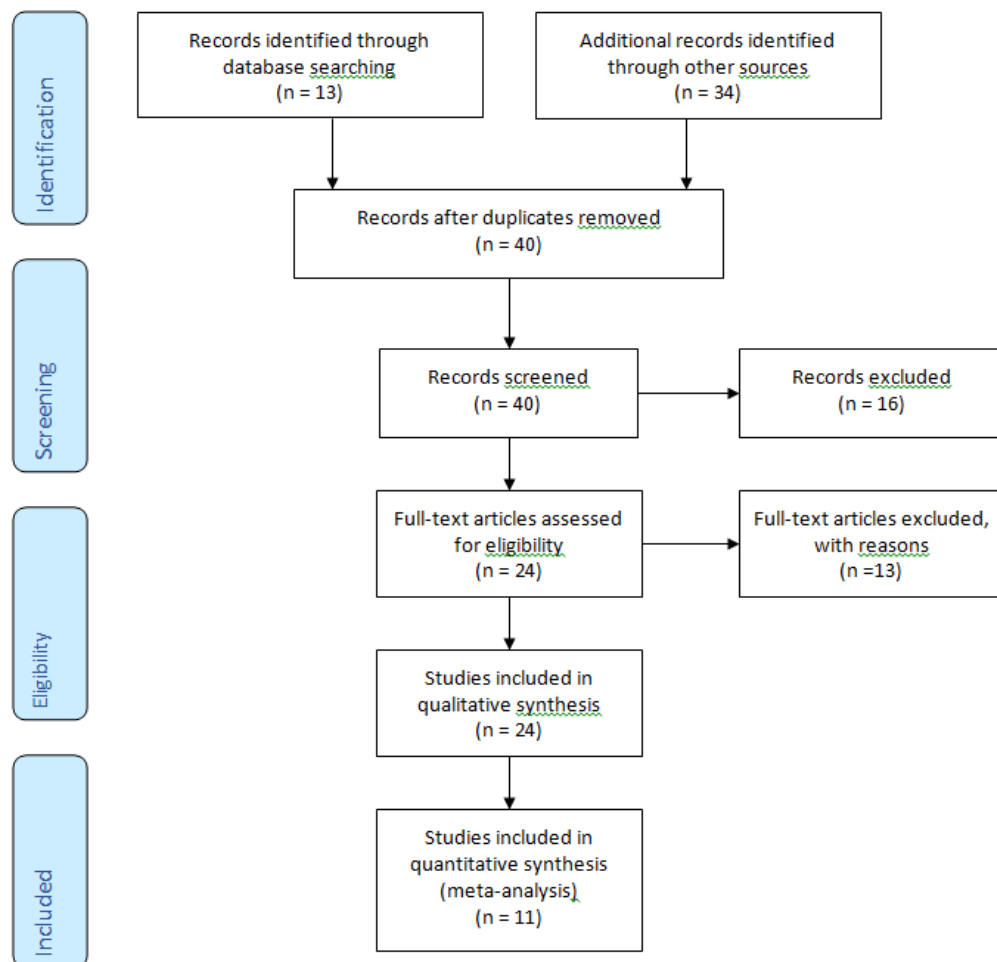 Identification
Records identified through
database searching
(n = 13)
Additional records identified
through other sources
(n = 34)
Records after duplicates removed
(n = 40)
Screening
Records screened
(n = 40)
Records excluded
(n = 16)
Eligibility
Full-text articles assessed
for eligibility
(n = 24)
Full-text articles excluded,
with reasons
(n =13)
Studies included in
qualitative synthesis
(n = 24)
Included
Studies included in
quantitative synthesis
(meta-analysis)
(n = 11)